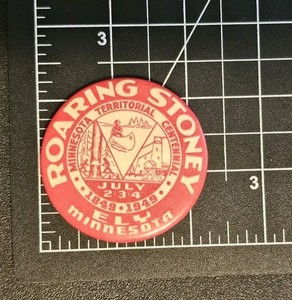 ROARING STONEY
MINNESOTA TERRITORIAL CENTENNIAL
JULY
2·3·4
1849·1949
ELY
MINNESOTA
3
3